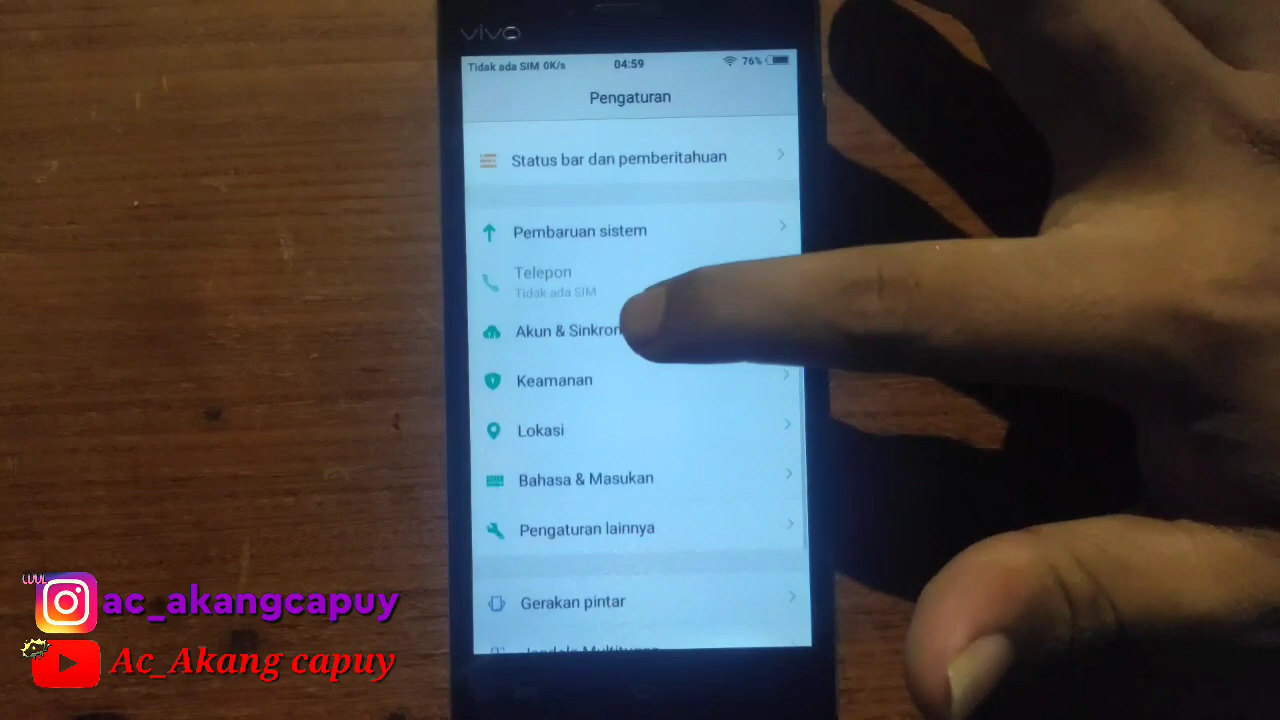 vivo
Tidak ada SIM 0K/s 04:59 76%
Pengaturan
Status bar dan pemberitahuan
Pembaruan sistem
Telepon
Tidak ada SIM
Akun & Sinkron
Keamanan
Lokasi
Bahasa & Masukan
Pengaturan lainnya
Gerakan pintar
ac_akangcapuy
Ac_Akang capuy